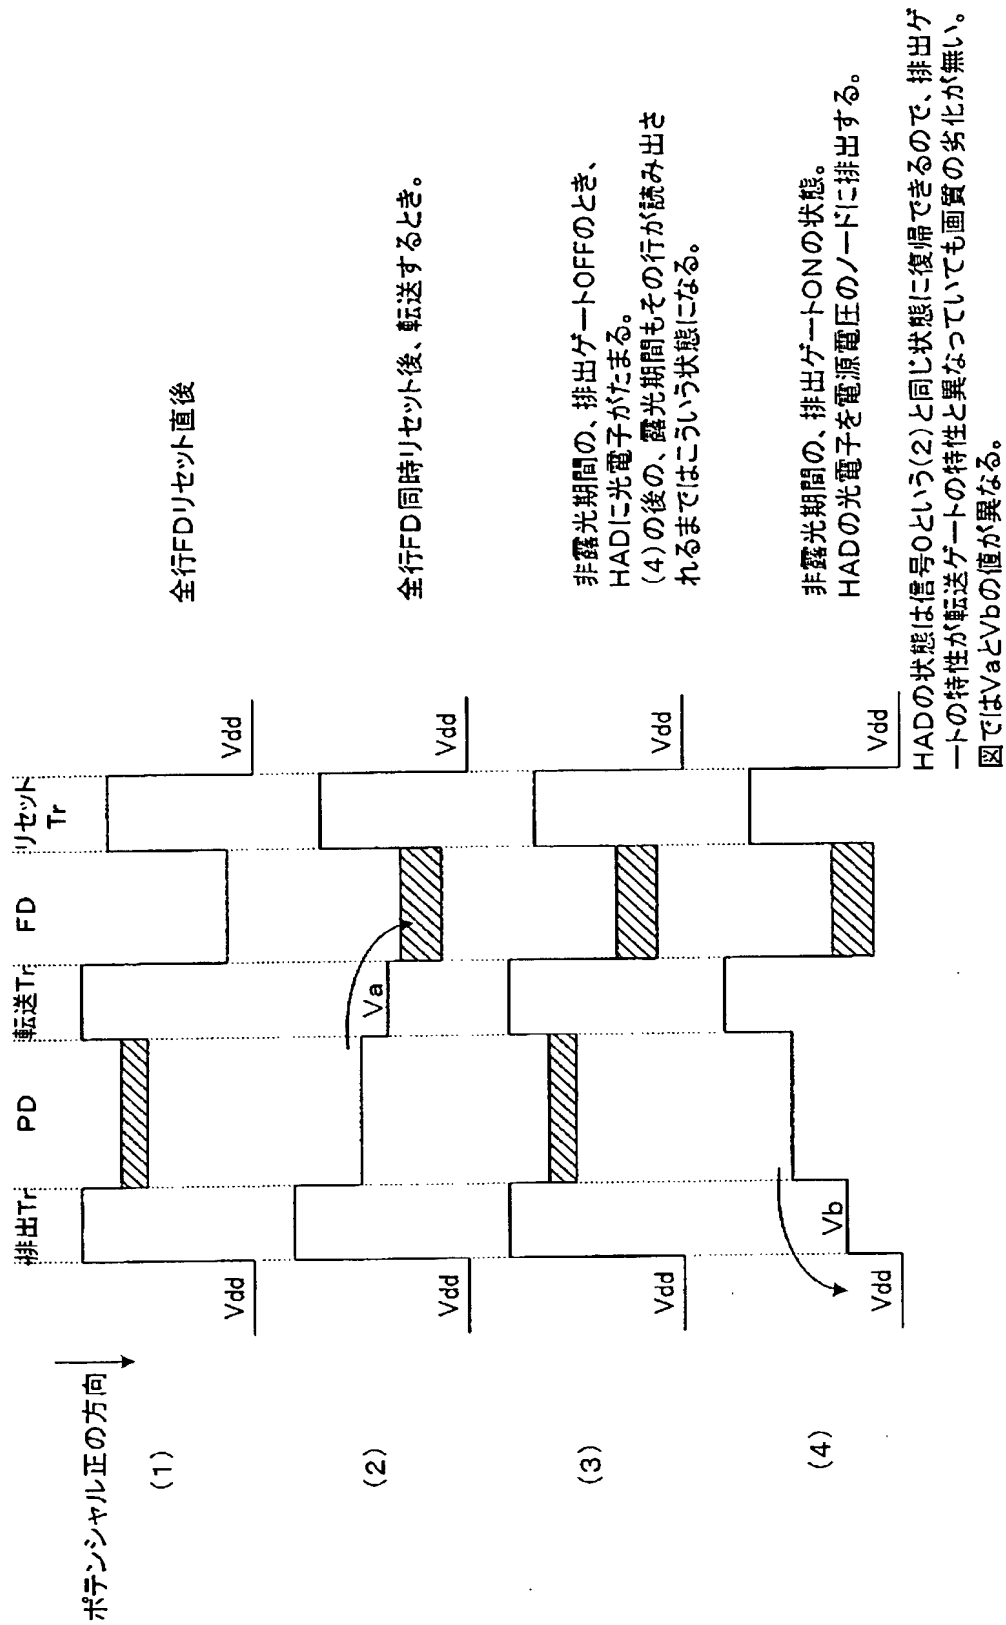 ポテンシャル正の方向
排出Tr
PD
転送Tr
FD
リセット
Tr
(1)
Vdd
Vdd
全行FDリセット直後
(2)
Vdd
Va
Vdd
全行FD同時リセット後、転送するとき。
(3)
Vdd
Vdd
非露光期間の、排出ゲートOFFのとき、
HADに光電子がたまる。
(4)の後の、露光期間もその行が読み出さ
れるまではこういう状態になる。
(4)
Vdd
Vb
Vdd
非露光期間の、排出ゲートONの状態。
HADの光電子を電源電圧のノードに排出する。
HADの状態は信号0という(2)と同じ状態に復帰できるので、排出ゲ
ートの特性が転送ゲートの特性と異なっていても画質の劣化が無い。
図ではVaとVbの値が異なる。